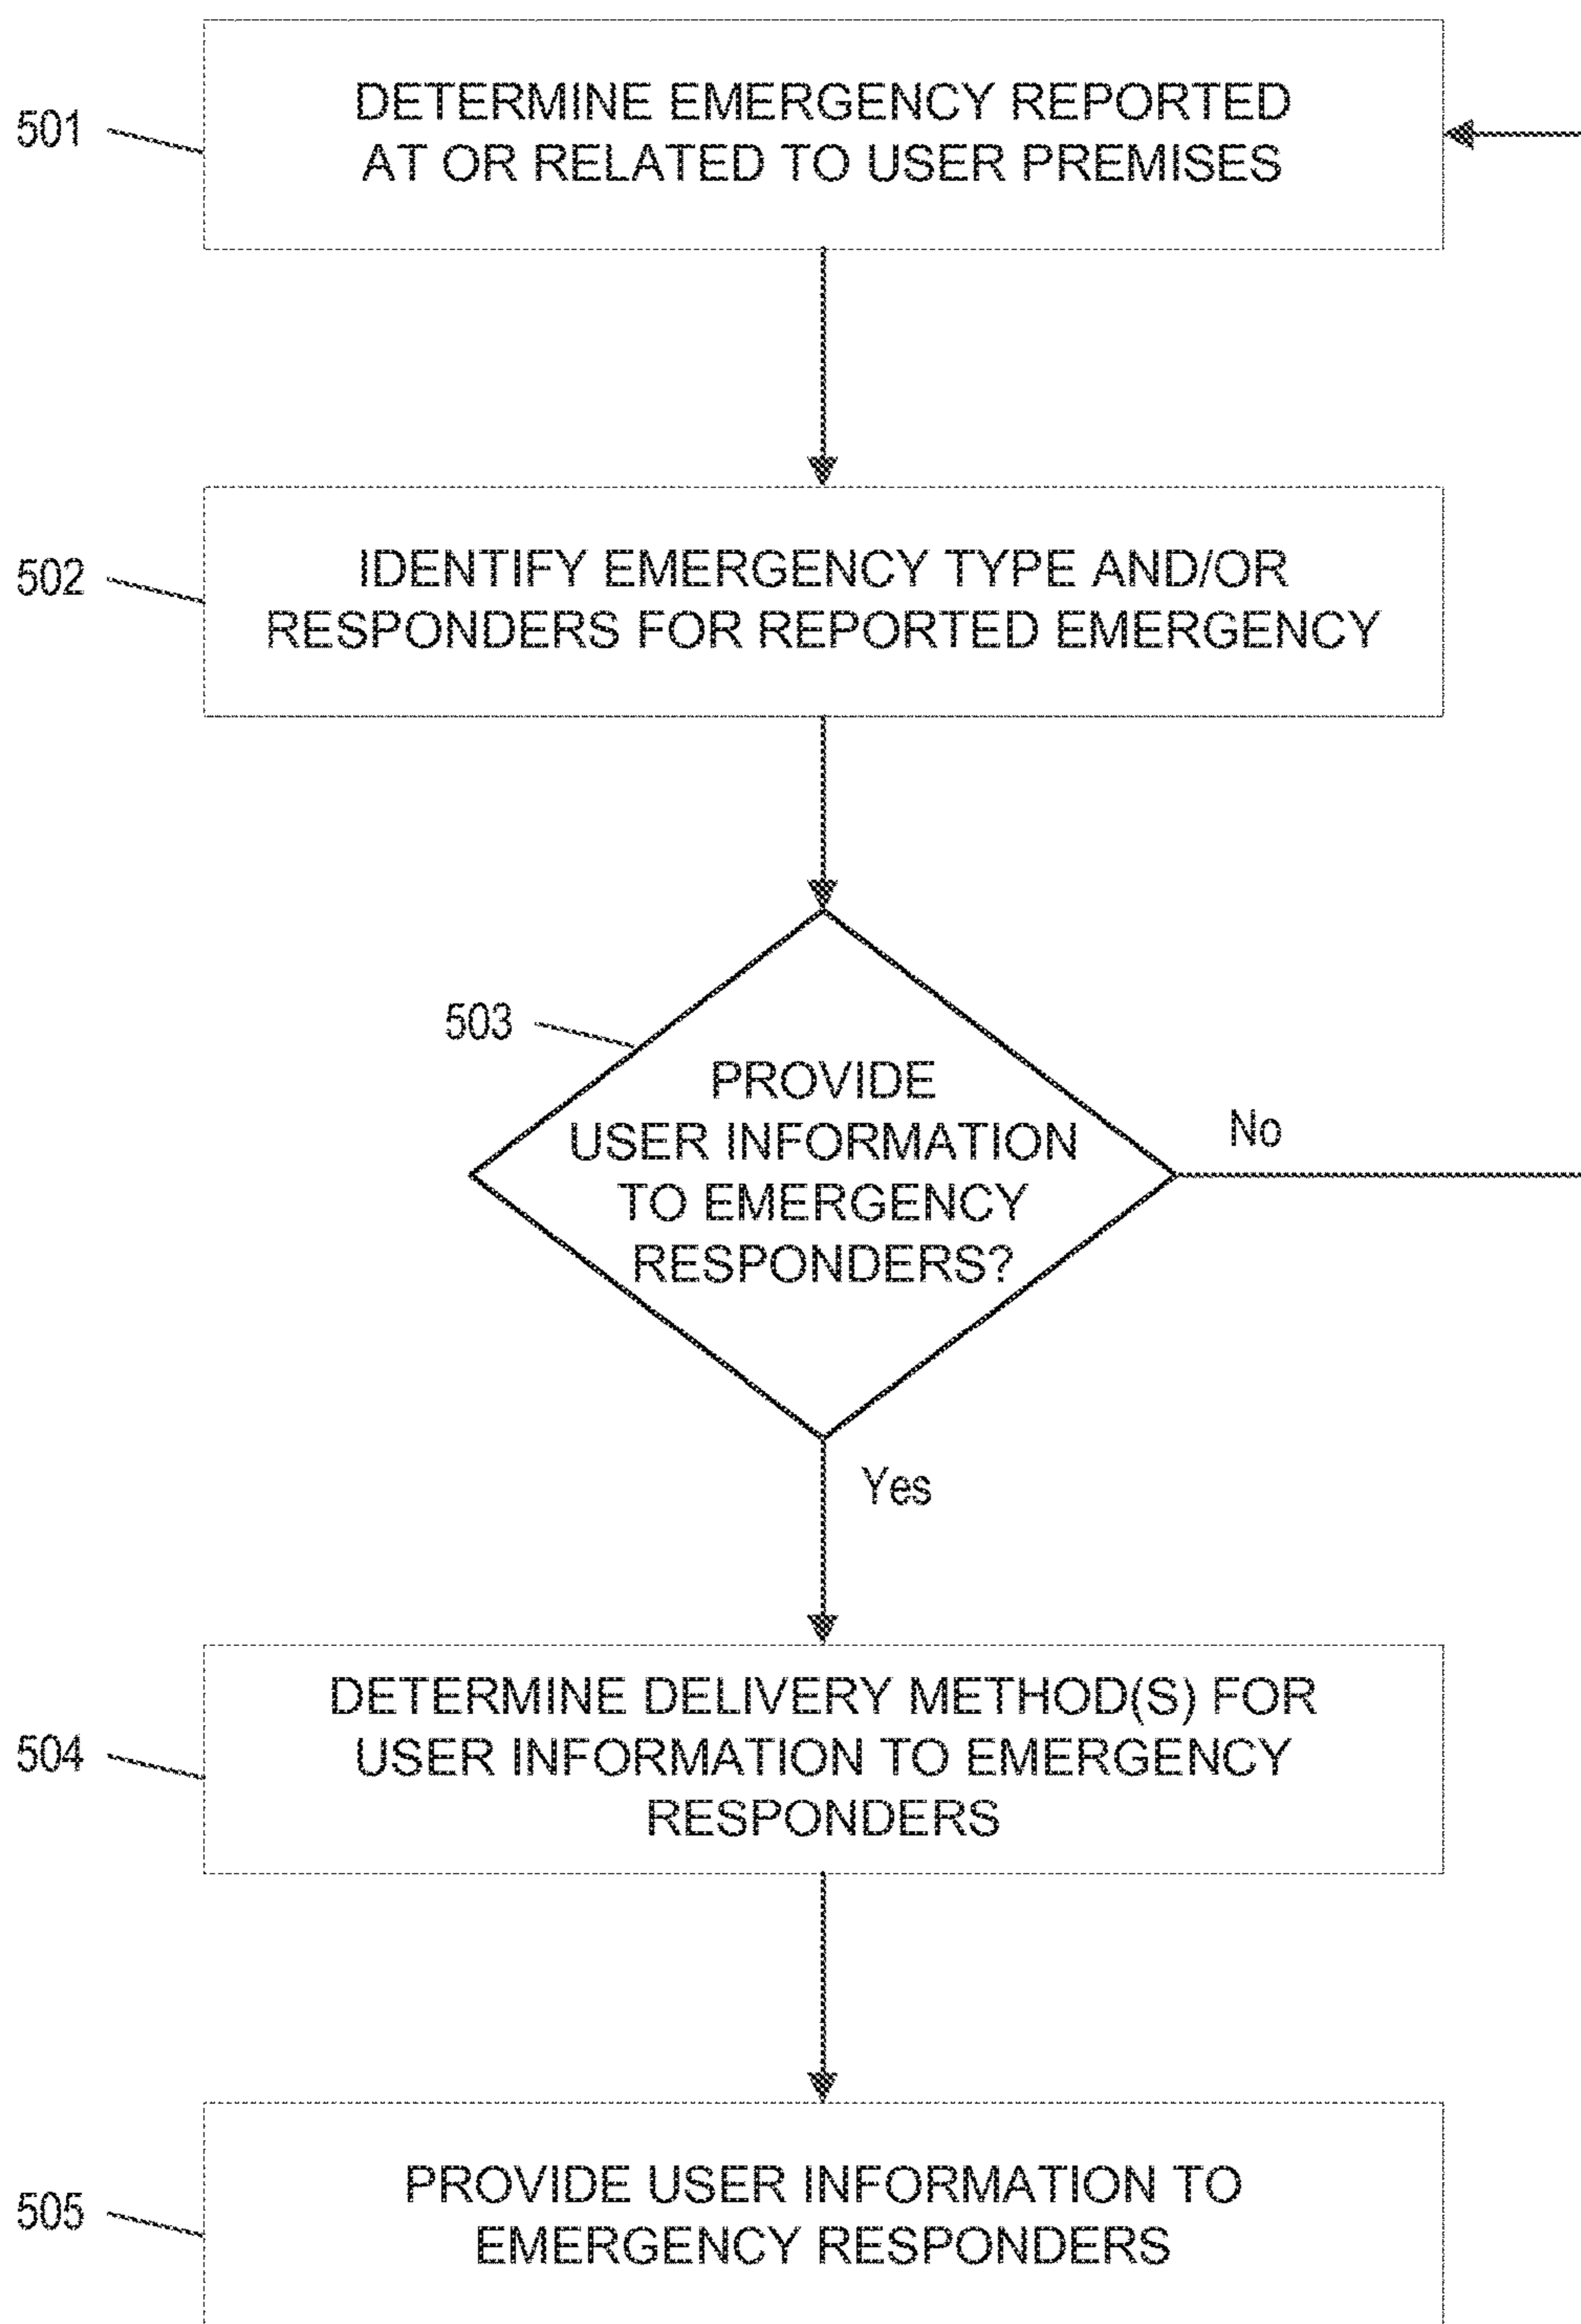 501
DETERMINE EMERGENCY REPORTED
AT OR RELATED TO USER PREMISES
502
IDENTIFY EMERGENCY TYPE AND/OR
RESPONDERS FOR REPORTED EMERGENCY
503
PROVIDE
USER INFORMATION
TO EMERGENCY
RESPONDERS?
No
Yes
504
DETERMINE DELIVERY METHOD(S) FOR
USER INFORMATION TO EMERGENCY
RESPONDERS
505
PROVIDE USER INFORMATION TO
EMERGENCY RESPONDERS